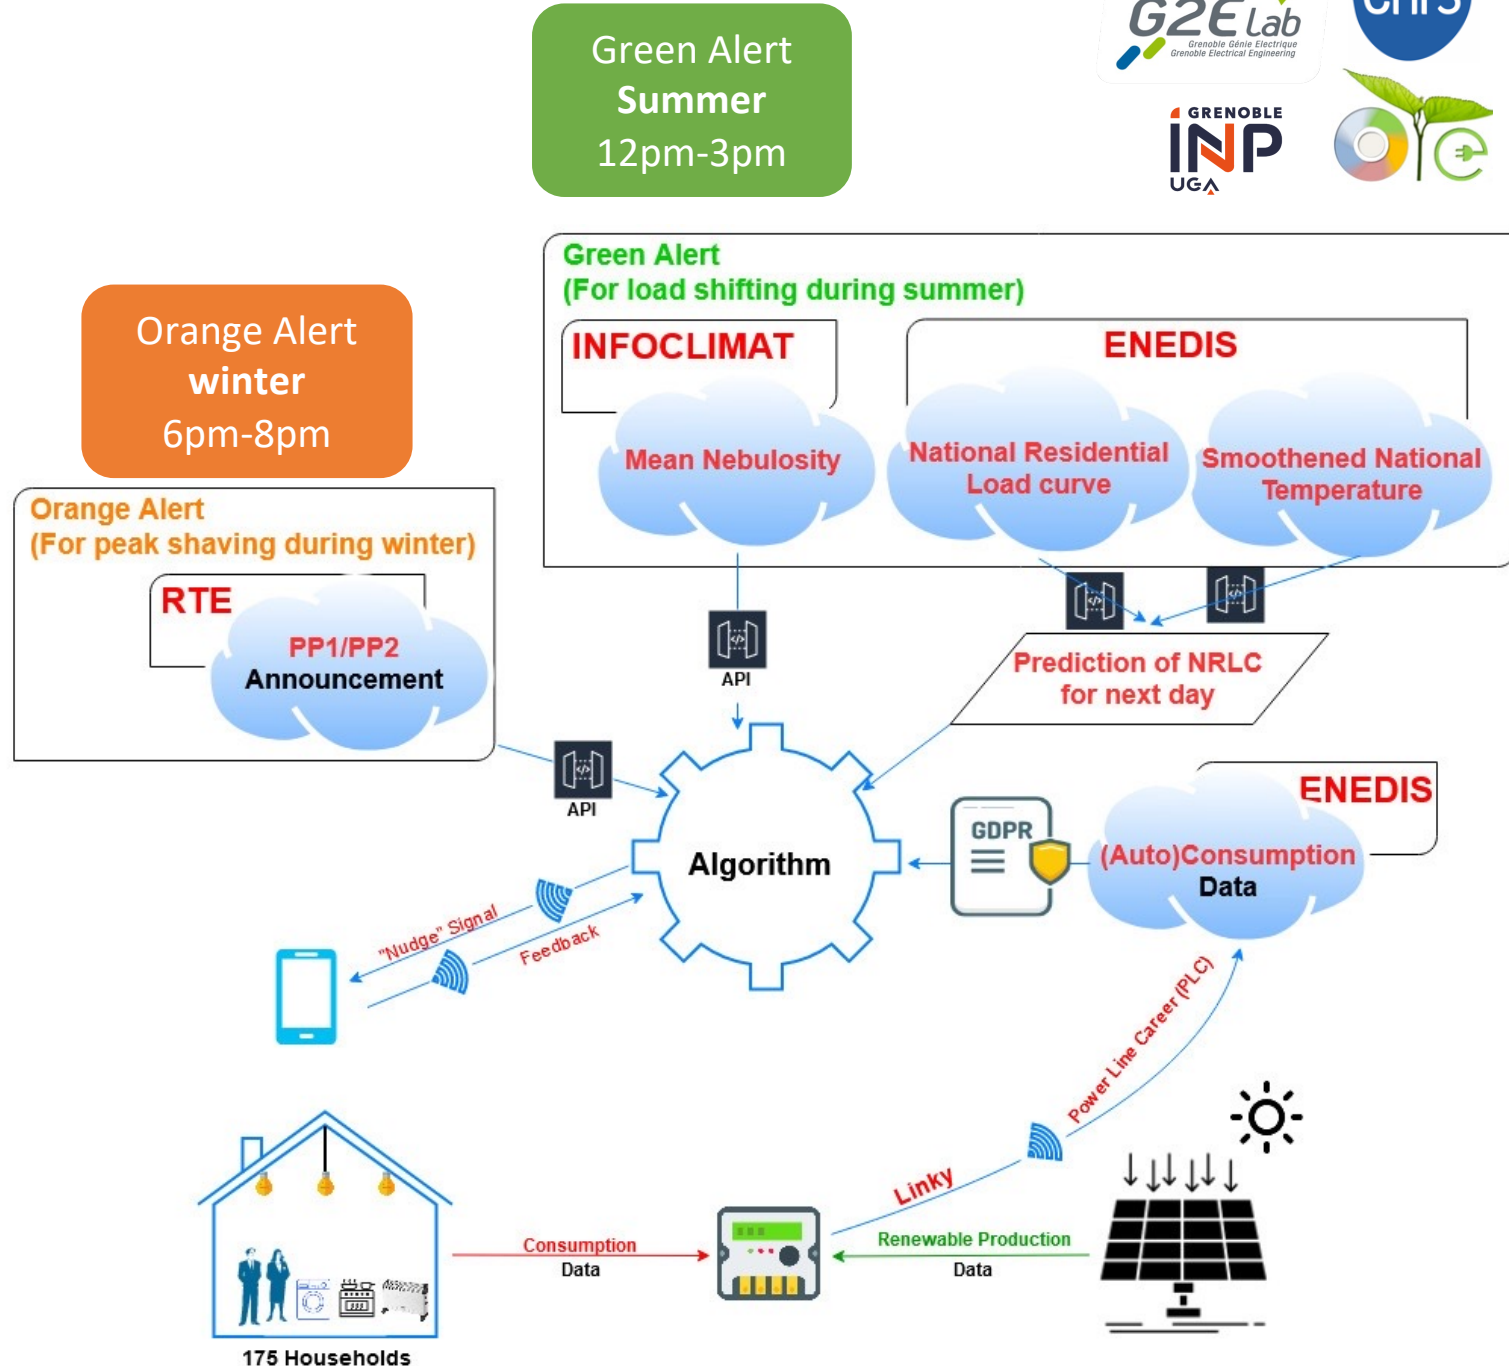 Green Alert
Summer
12pm-3pm
G2Elab
Grenoble Génie Electrique
Grenoble Electrical Engineering
cnrs
GRENOBLE
INP
UGA
Orange Alert
winter
6pm-8pm
Green Alert
(For load shifting during summer)
INFOCLIMAT
ENEDIS
Mean Nebulosity
National Residential
Load curve
Smoothened National
Temperature
Orange Alert
(For peak shaving during winter)
RTE
PP1/PP2
Announcement
API
Prediction of NRLC
for next day
API
ENEDIS
GDPR
(Auto)Consumption
Data
Algorithm
"Nudge" Signal
Feedback
Power Line Career (PLC)
Linky
Consumption
Data
Renewable Production
Data
175 Households